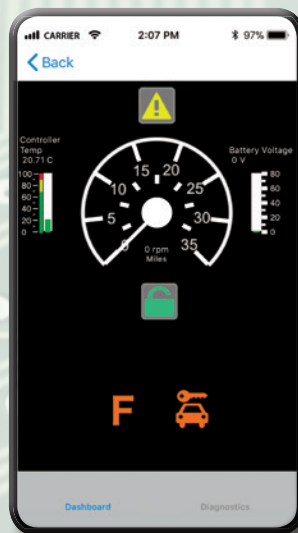 CARRIER 2:07 PM 97%
Back
Controller
Temp
20.71 C
100
80
60
40
20
0
Battery Voltage
0 V
80
60
40
20
0
0 5 10 15 20 25 30 35
0 rpm
Miles
F
Dashboard Diagnostics